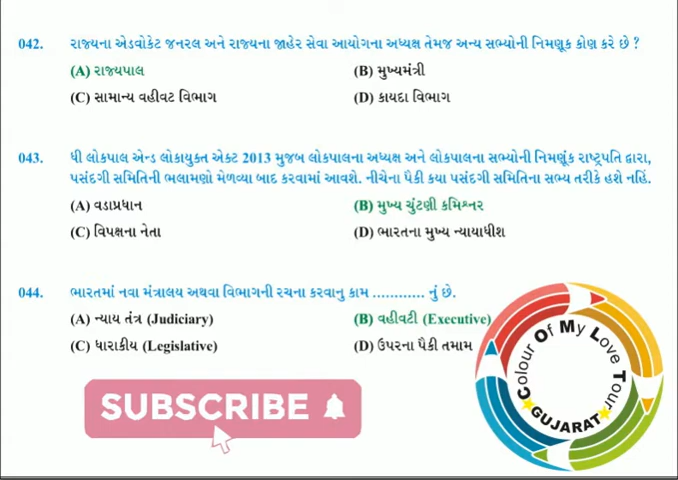 042. રાજ્યના એડવોકેટ જનરલ અને રાજ્યના જાહેર સેવા આયોગના અધ્યક્ષ તેમજ અન્ય સભ્યોની નિમણૂક કોણ કરે છે ?
(A) રાજ્યપાલ (B) મુખ્યમંત્રી
(C) સામાન્ય વહીવટ વિભાગ (D) કાયદા વિભાગ
043. ધી લોકપાલ એન્ડ લોકાયુક્ત એક્ટ 2013 મુજબ લોકપાલના અધ્યક્ષ અને લોકપાલના સભ્યોની નિમણૂંક રાષ્ટ્રપતિ દ્વારા,
પસંદગી સમિતિની ભલામણો મેળવ્યા બાદ કરવામાં આવશે. નીચેના પૈકી કયા પસંદગી સમિતિના સભ્ય તરીકે હશે નહિં.
(A) વડાપ્રધાન (B) મુખ્ય ચુંટણી કમિશ્નર
(C) વિપક્ષના નેતા (D) ભારતના મુખ્ય ન્યાયાધીશ
044. ભારતમાં નવા મંત્રાલય અથવા વિભાગની રચના કરવાનુ કામ ............ નું છે.
(A) ન્યાય તંત્ર (Judiciary) (B) વહીવટી (Executive)
(C) ધારાકીય (Legislative) (D) ઉપરના પૈકી તમામ
SUBSCRIBE
Colour Of My Love Tour
GUJARAT